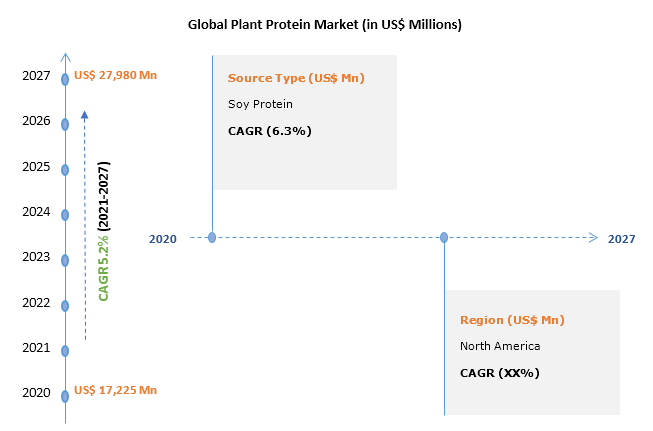 Global Plant Protein Market (in US$ Millions)
2027
US$ 27,980 Mn
2026
2025
2024
2023
2022
2021
2020
US$ 17,225 Mn
CAGR 5.2% (2021-2027)
Source Type (US$ Mn)
Soy Protein
CAGR (6.3%)
2020
2027
Region (US$ Mn)
North America
CAGR (XX%)